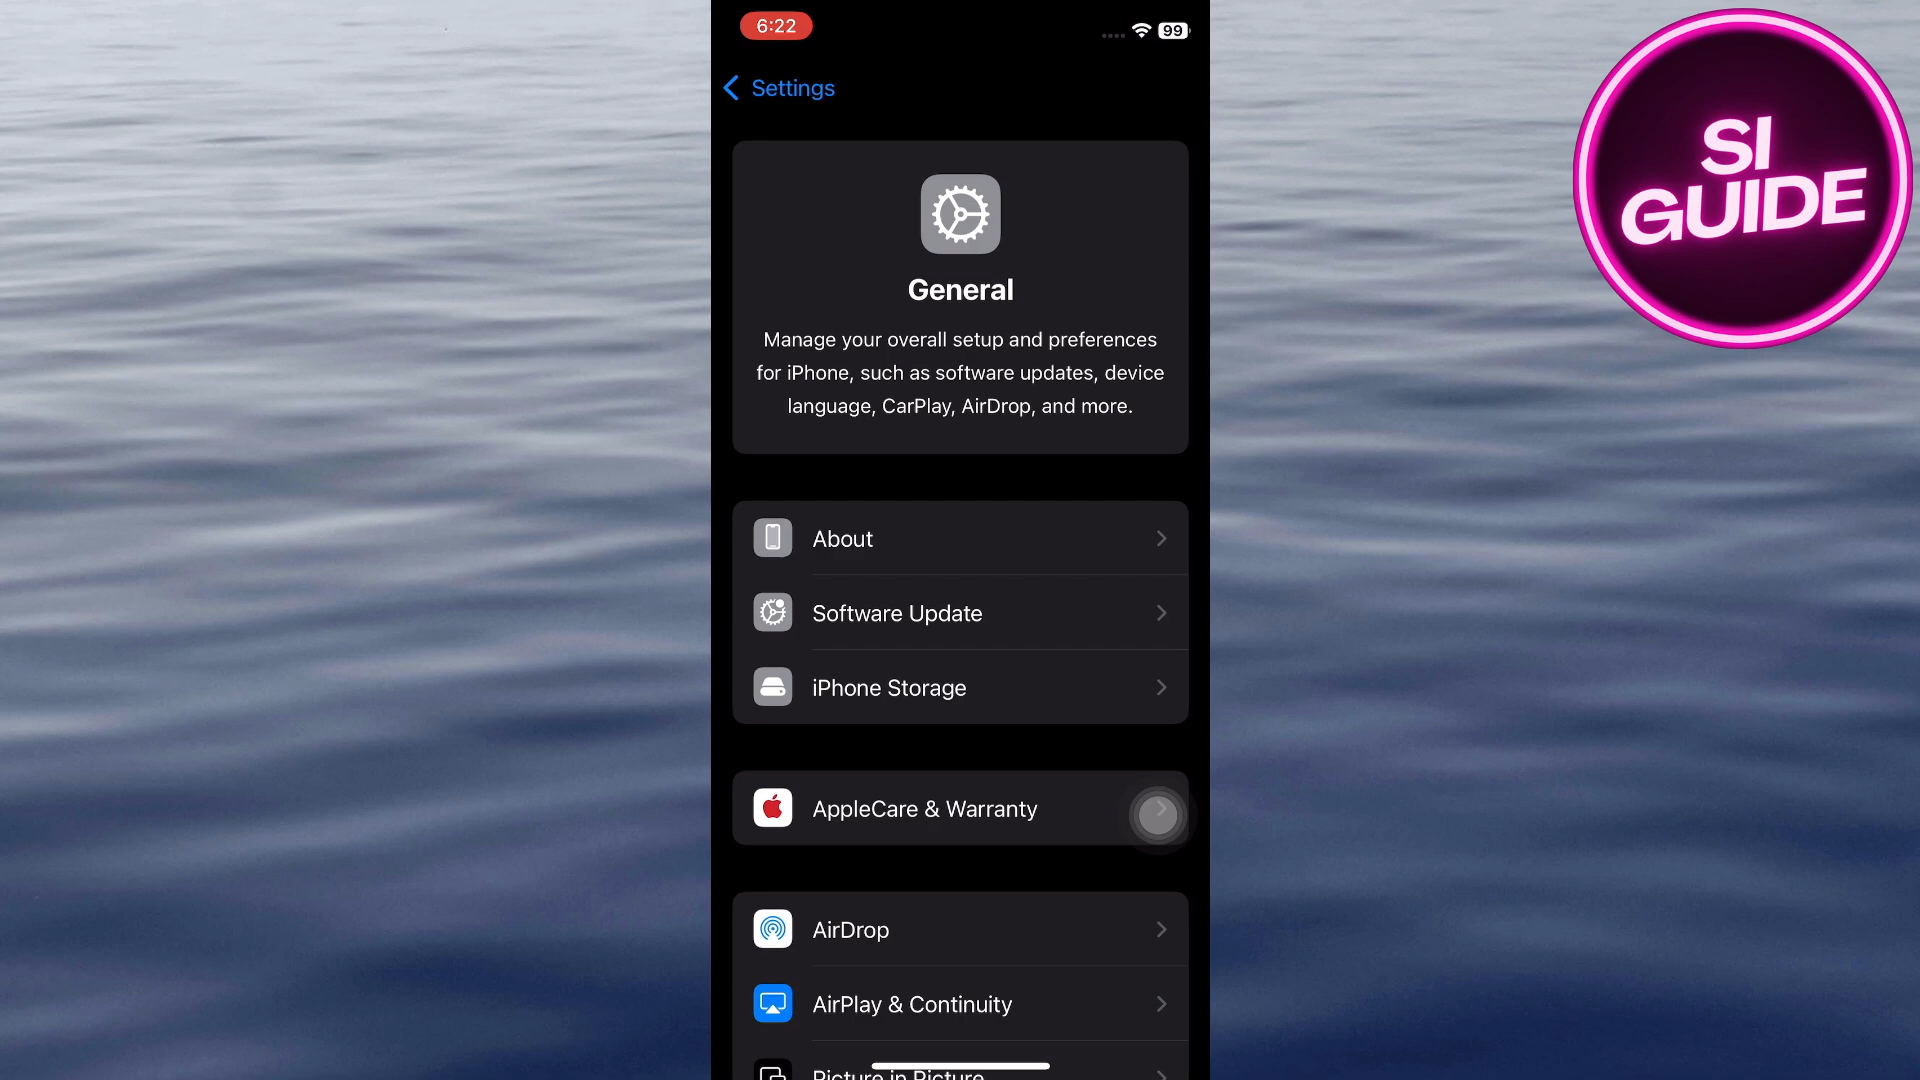 6:22
99
Settings
SI
GUIDE
General
Manage your overall setup and preferences
for iPhone, such as software updates, device
language, CarPlay, AirDrop, and more.
About
Software Update
iPhone Storage
AppleCare & Warranty
AirDrop
AirPlay & Continuity
Picture in Picture